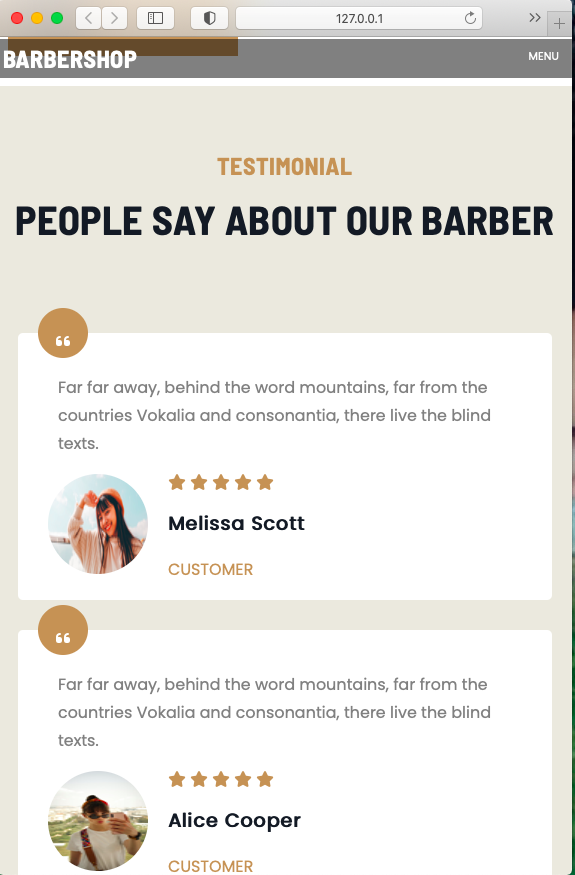 127.0.0.1
BARBERSHOP
MENU
TESTIMONIAL
PEOPLE SAY ABOUT OUR BARBER
“
Far far away, behind the word mountains, far from the
countries Vokalia and consonantia, there live the blind
texts.
Melissa Scott
CUSTOMER
“
Far far away, behind the word mountains, far from the
countries Vokalia and consonantia, there live the blind
texts.
Alice Cooper
CUSTOMER